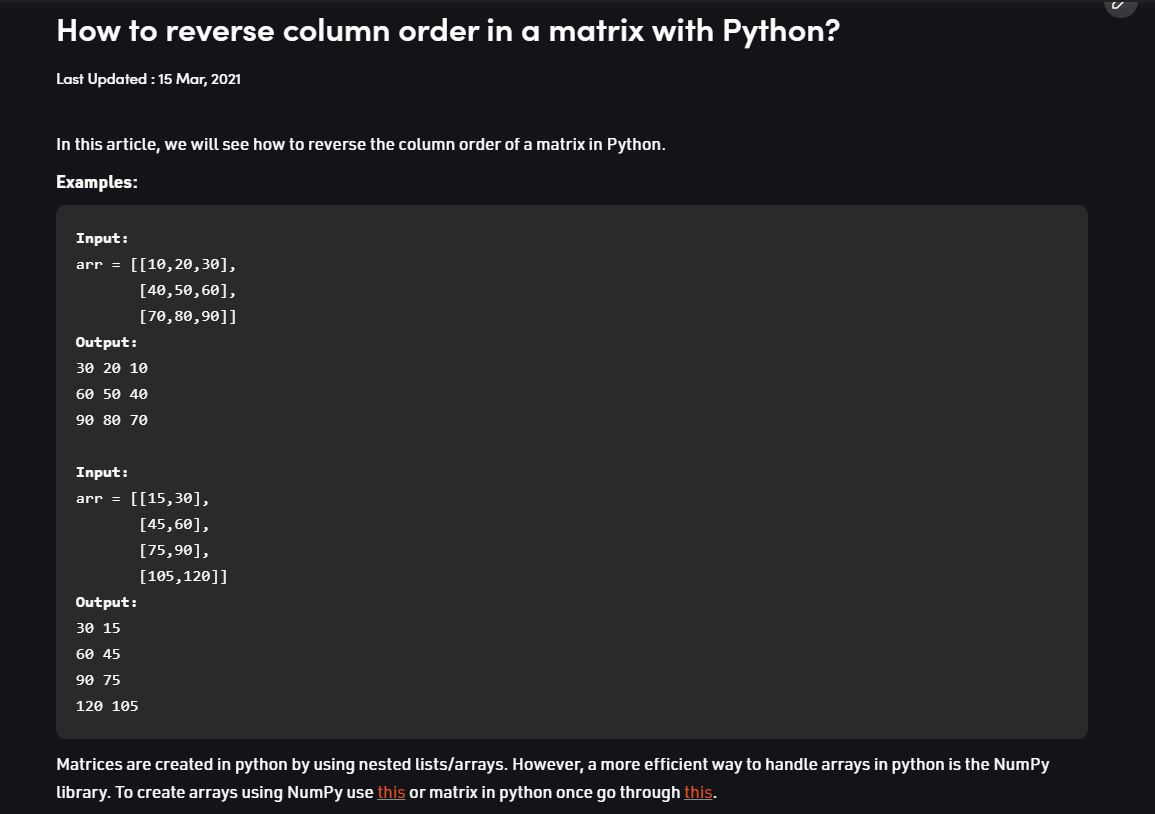 How to reverse column order in a matrix with Python?
Last Updated : 15 Mar, 2021
In this article, we will see how to reverse the column order of a matrix in Python.
Examples:
Input:
arr = [[10,20,30],
       [40,50,60],
       [70,80,90]]
Output:
30 20 10
60 50 40
90 80 70
Input:
arr = [[15,30],
       [45,60],
       [75,90],
       [105,120]]
Output:
30 15
60 45
90 75
120 105
Matrices are created in python by using nested lists/arrays. However, a more efficient way to handle arrays in python is the NumPy
library. To create arrays using NumPy use this or matrix in python once go through this.